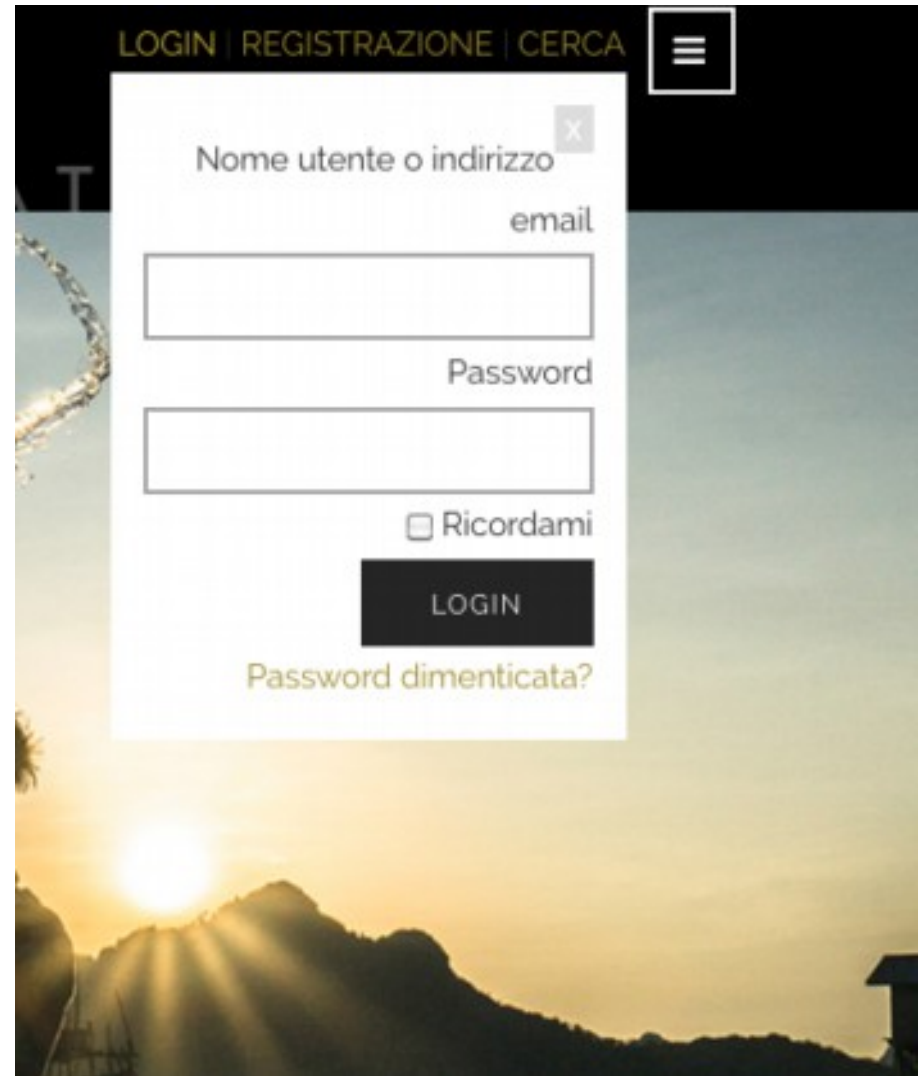 LOGIN | REGISTRAZIONE | CERCA
x
Nome utente o indirizzo
email
Password
Ricordami
LOGIN
Password dimenticata?